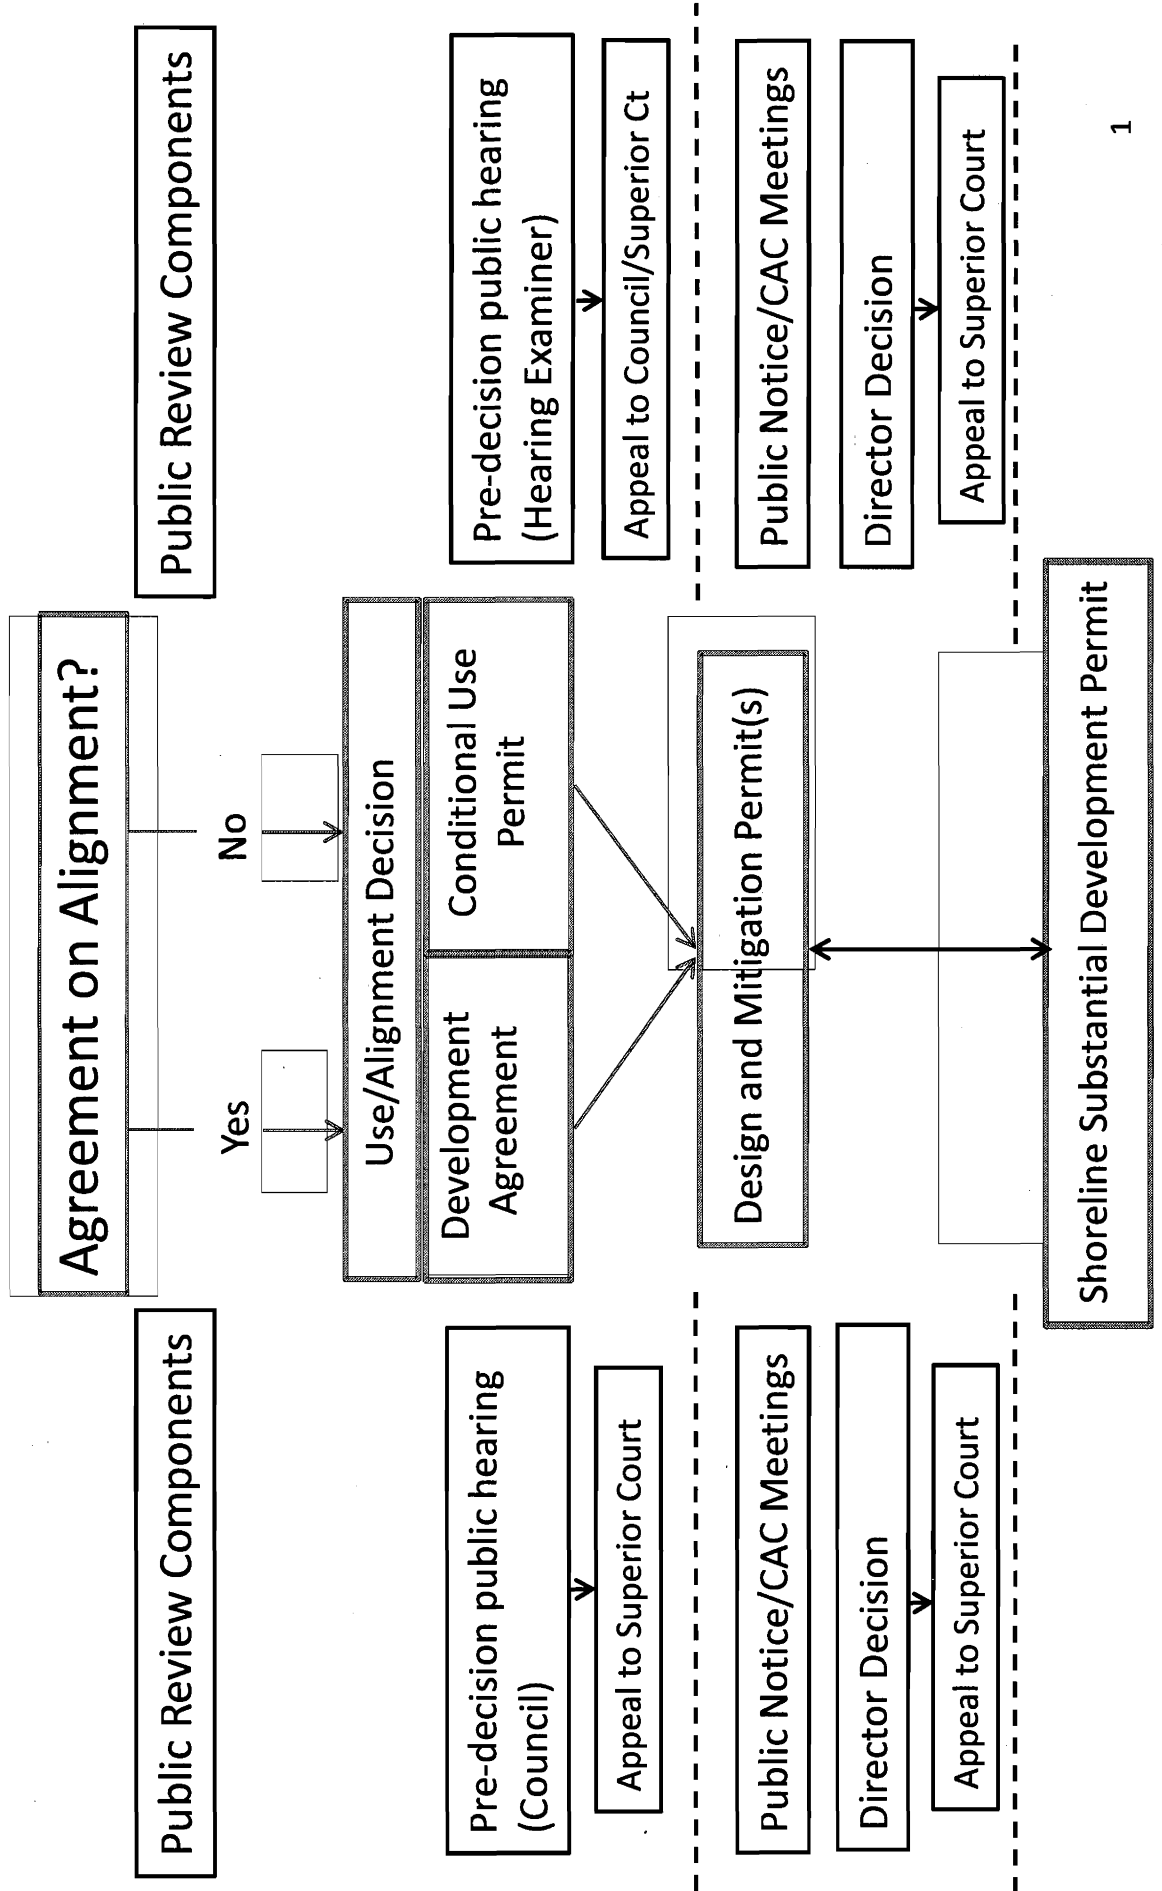 Agreement on Alignment?
Public Review Components
Public Review Components
Yes
No
Use/Alignment Decision
Pre-decision public hearing
(Council)
Appeal to Superior Court
Development
Agreement
Conditional Use
Permit
Pre-decision public hearing
(Hearing Examiner)
Appeal to Council/Superior Ct
Public Notice/CAC Meetings
Director Decision
Appeal to Superior Court
Design and Mitigation Permit(s)
Public Notice/CAC Meetings
Director Decision
Appeal to Superior Court
Shoreline Substantial Development Permit
1